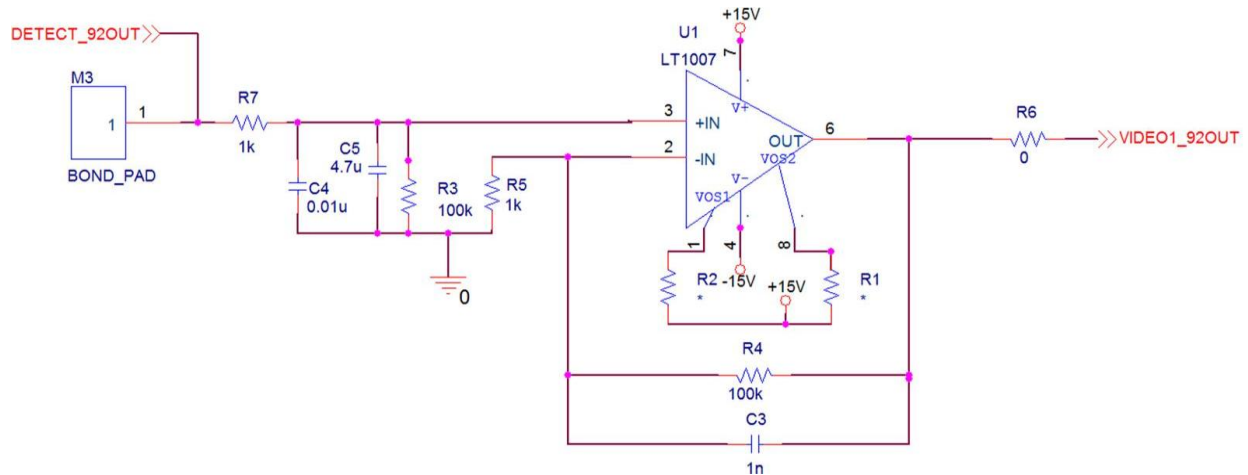 DETECT_92OUT
M3
1
1
BOND_PAD
R7
1k
C4
0.01u
C5
4.7u
R3
100k
R5
1k
0
U1
LT1007
+15V
7
V+
3
+IN
2
-IN
OUT
6
VOS2
V-
VOS1
1
4
8
R2
*
-15V
+15V
R1
*
R6
0
VIDEO1_92OUT
R4
100k
C3
1n